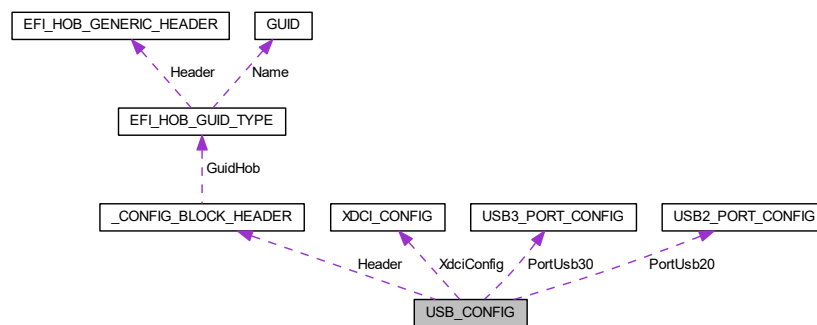 EFI_HOB_GENERIC_HEADER
GUID
Header
Name
EFI_HOB_GUID_TYPE
GuidHob
_CONFIG_BLOCK_HEADER
XDCI_CONFIG
USB3_PORT_CONFIG
USB2_PORT_CONFIG
Header
XdciConfig
PortUsb30
PortUsb20
USB_CONFIG